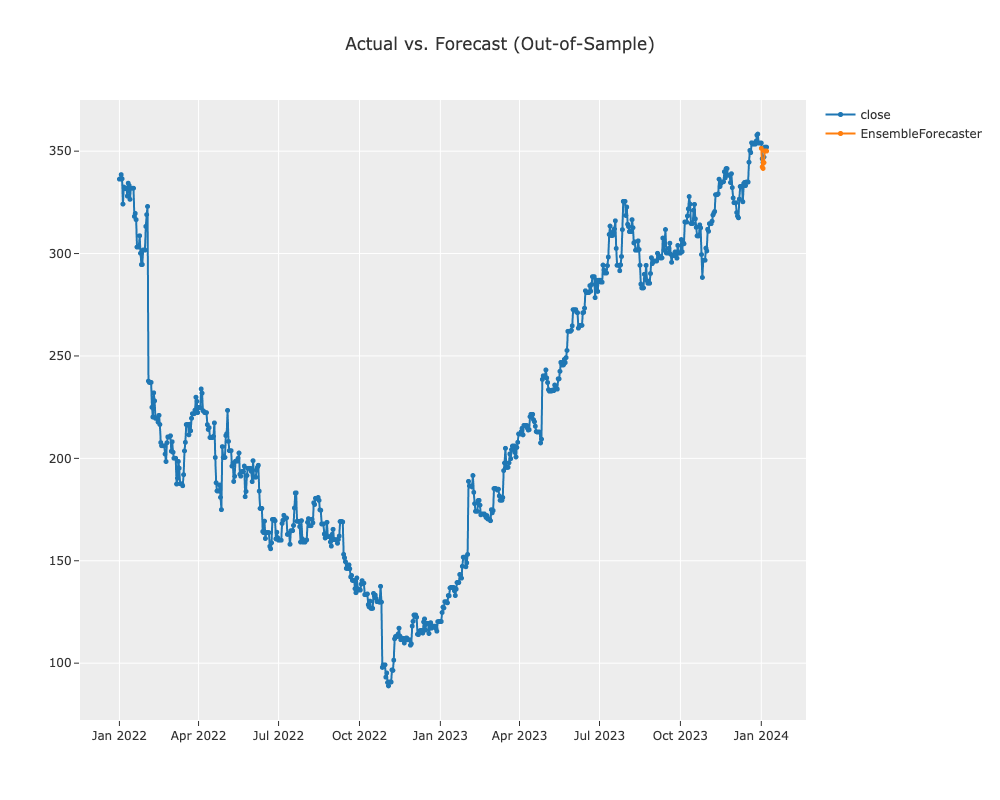 Actual vs. Forecast (Out-of-Sample)
close
EnsembleForecaster
350
300
250
200
150
100
Jan 2022
Apr 2022
Jul 2022
Oct 2022
Jan 2023
Apr 2023
Jul 2023
Oct 2023
Jan 2024